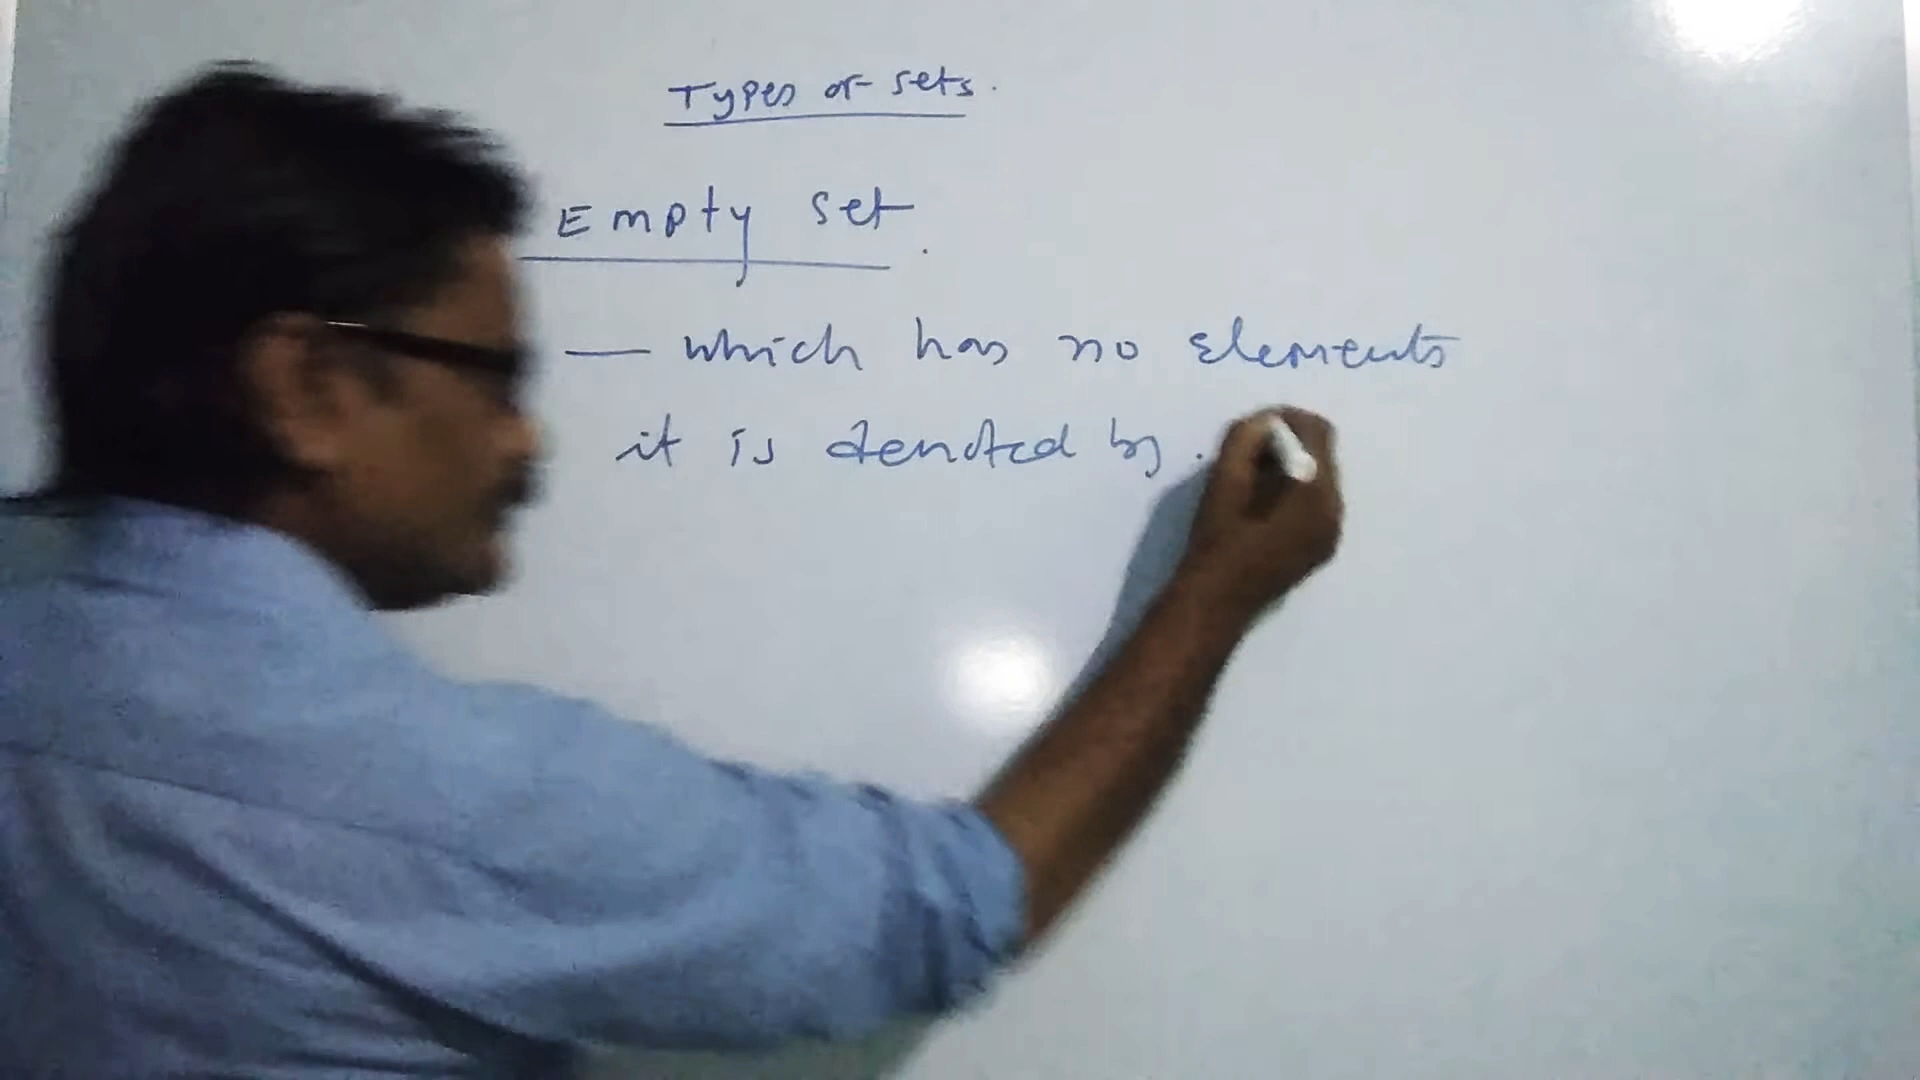 Types of sets.
Empty set.
— which has no elements
it is denoted by.